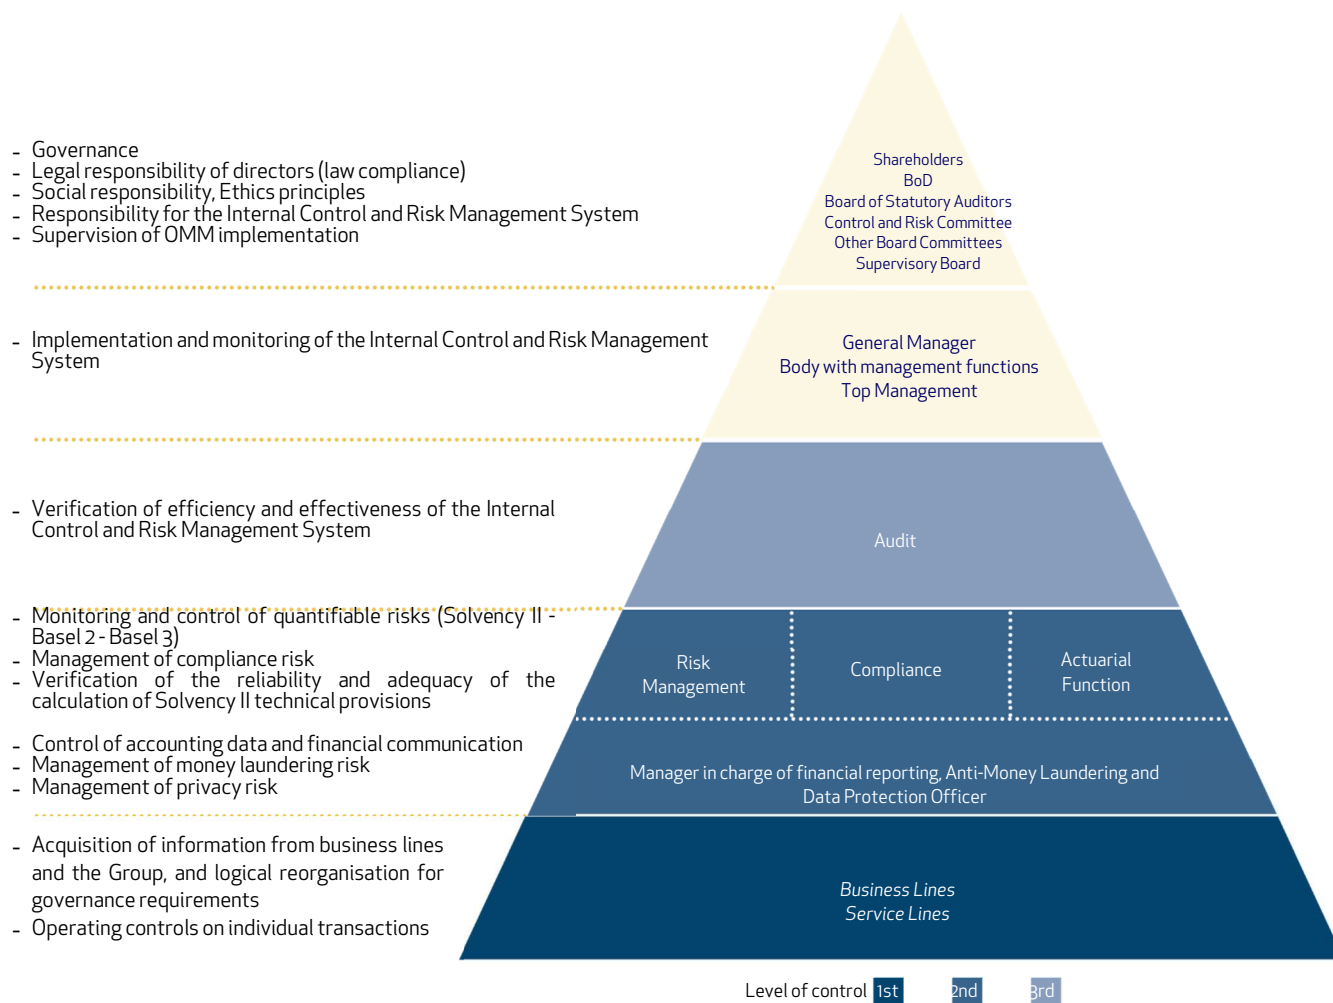 - Governance
- Legal responsibility of directors (law compliance)
- Social responsibility, Ethics principles
- Responsibility for the Internal Control and Risk Management System
- Supervision of OMM implementation
Shareholders
BoD
Board of Statutory Auditors
Control and Risk Committee
Other Board Committees
Supervisory Board
- Implementation and monitoring of the Internal Control and Risk Management
System
General Manager
Body with management functions
Top Management
- Verification of efficiency and effectiveness of the Internal
Control and Risk Management System
Audit
- Monitoring and control of quantifiable risks (Solvency II -
Basel 2 - Basel 3)
- Management of compliance risk
- Verification of the reliability and adequacy of the
calculation of Solvency II technical provisions
Risk
Management
Compliance
Actuarial
Function
- Control of accounting data and financial communication
- Management of money laundering risk
- Management of privacy risk
Manager in charge of financial reporting, Anti-Money Laundering and
Data Protection Officer
- Acquisition of information from business lines
and the Group, and logical reorganisation for
governance requirements
- Operating controls on individual transactions
Business Lines
Service Lines
Level of control 1st 2nd 3rd